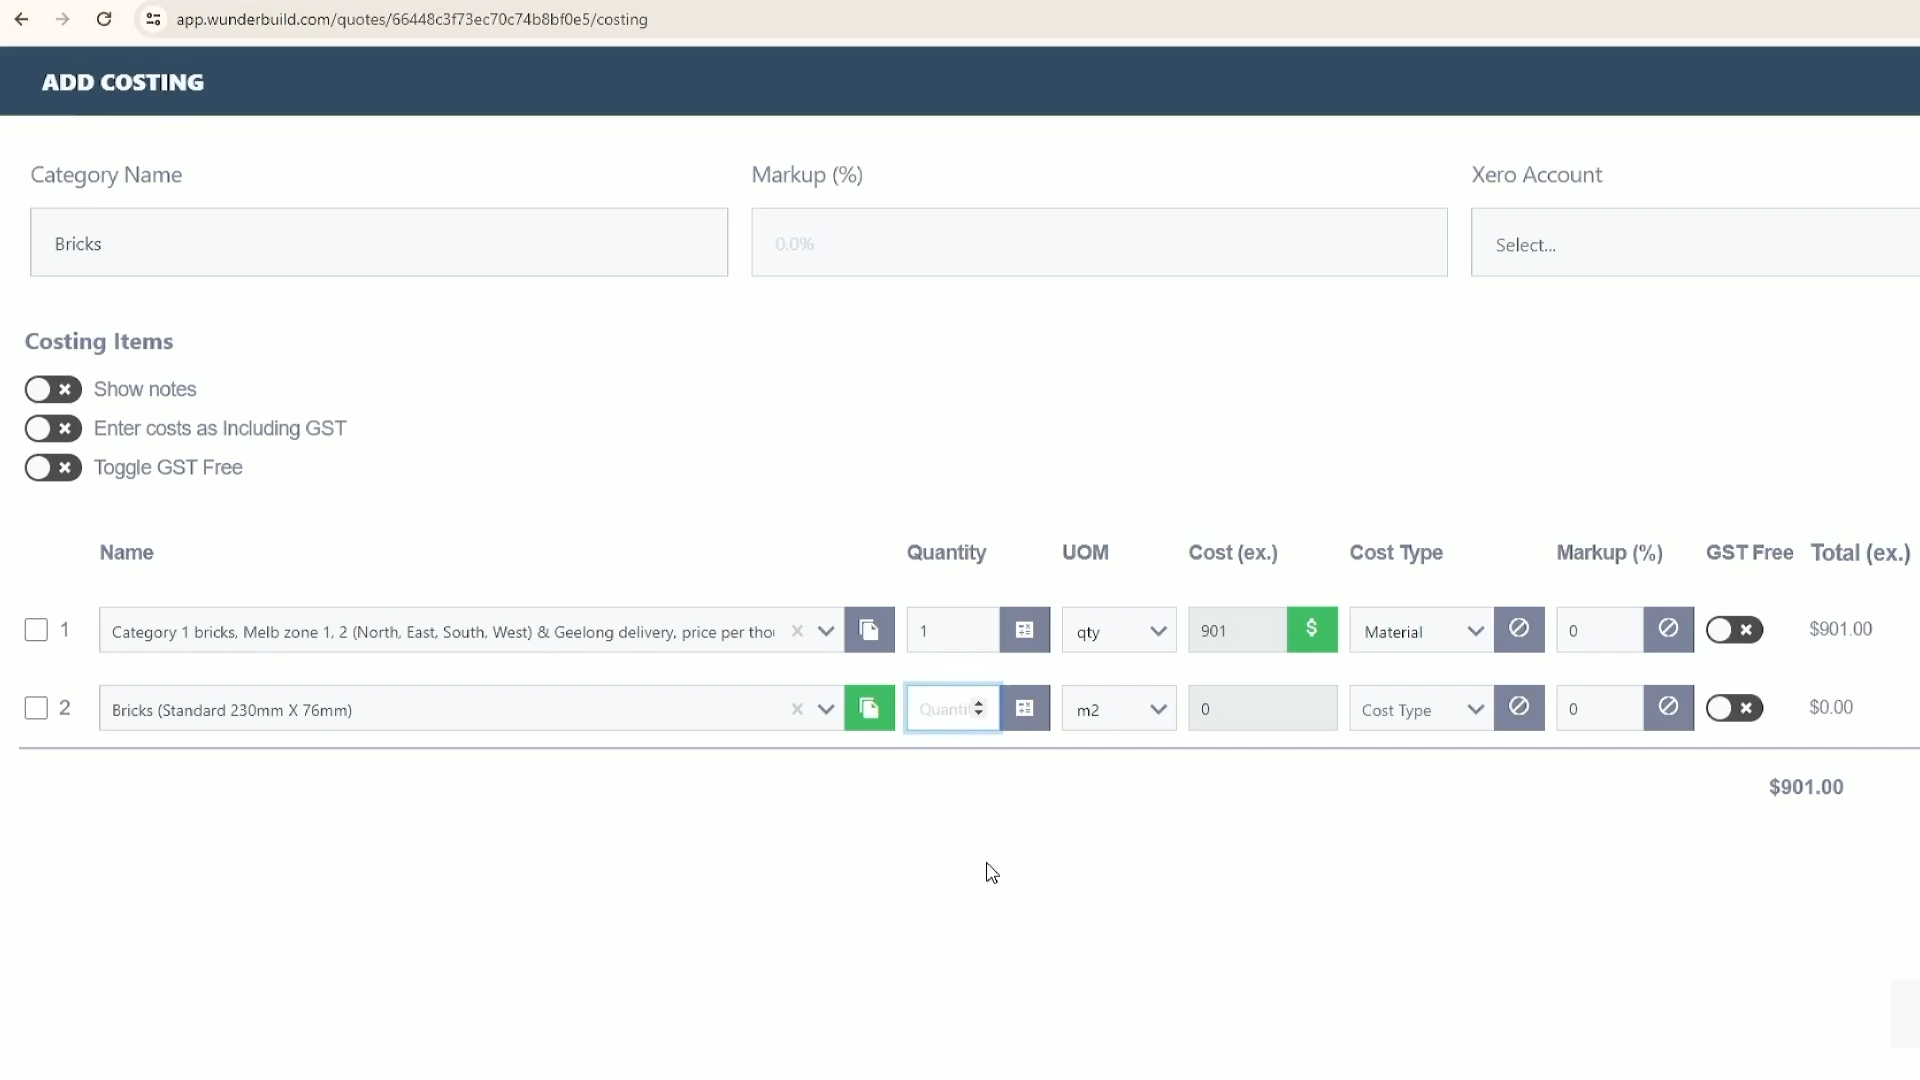 app.wunderbuild.com/quotes/66448c3f73ec70c74b8bf0e5/costing
ADD COSTING
Category Name Markup (%) Xero Account
Bricks 0.0% Select...
Costing Items
Show notes
Enter costs as Including GST
Toggle GST Free
Name Quantity UOM Cost (ex.) Cost Type Markup (%) GST Free Total (ex.)
1 Category 1 bricks, Melb zone 1, 2 (North, East, South, West) & Geelong delivery, price per thou 1 qty 901 $ Material 0 $901.00
2 Bricks (Standard 230mm X 76mm) Quanti m2 0 Cost Type 0 $0.00
$901.00